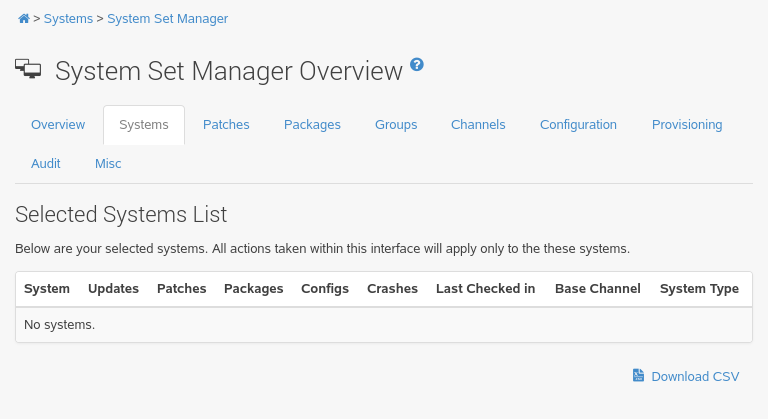 > Systems > System Set Manager
System Set Manager Overview ?
Overview Systems Patches Packages Groups Channels Configuration Provisioning
Audit Misc
Selected Systems List
Below are your selected systems. All actions taken within this interface will apply only to the these systems.
System Updates Patches Packages Configs Crashes Last Checked in Base Channel System Type
No systems.
Download CSV